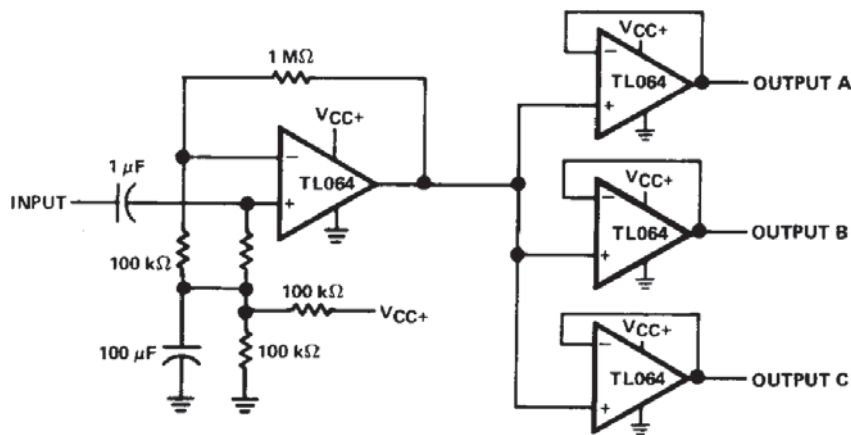 1 MΩ
VCC+
1 μF
TL064
INPUT
100 kΩ
100 kΩ
VCC+
100 μF
100 kΩ
VCC+
TL064
OUTPUT A
VCC+
TL064
OUTPUT B
VCC+
TL064
OUTPUT C